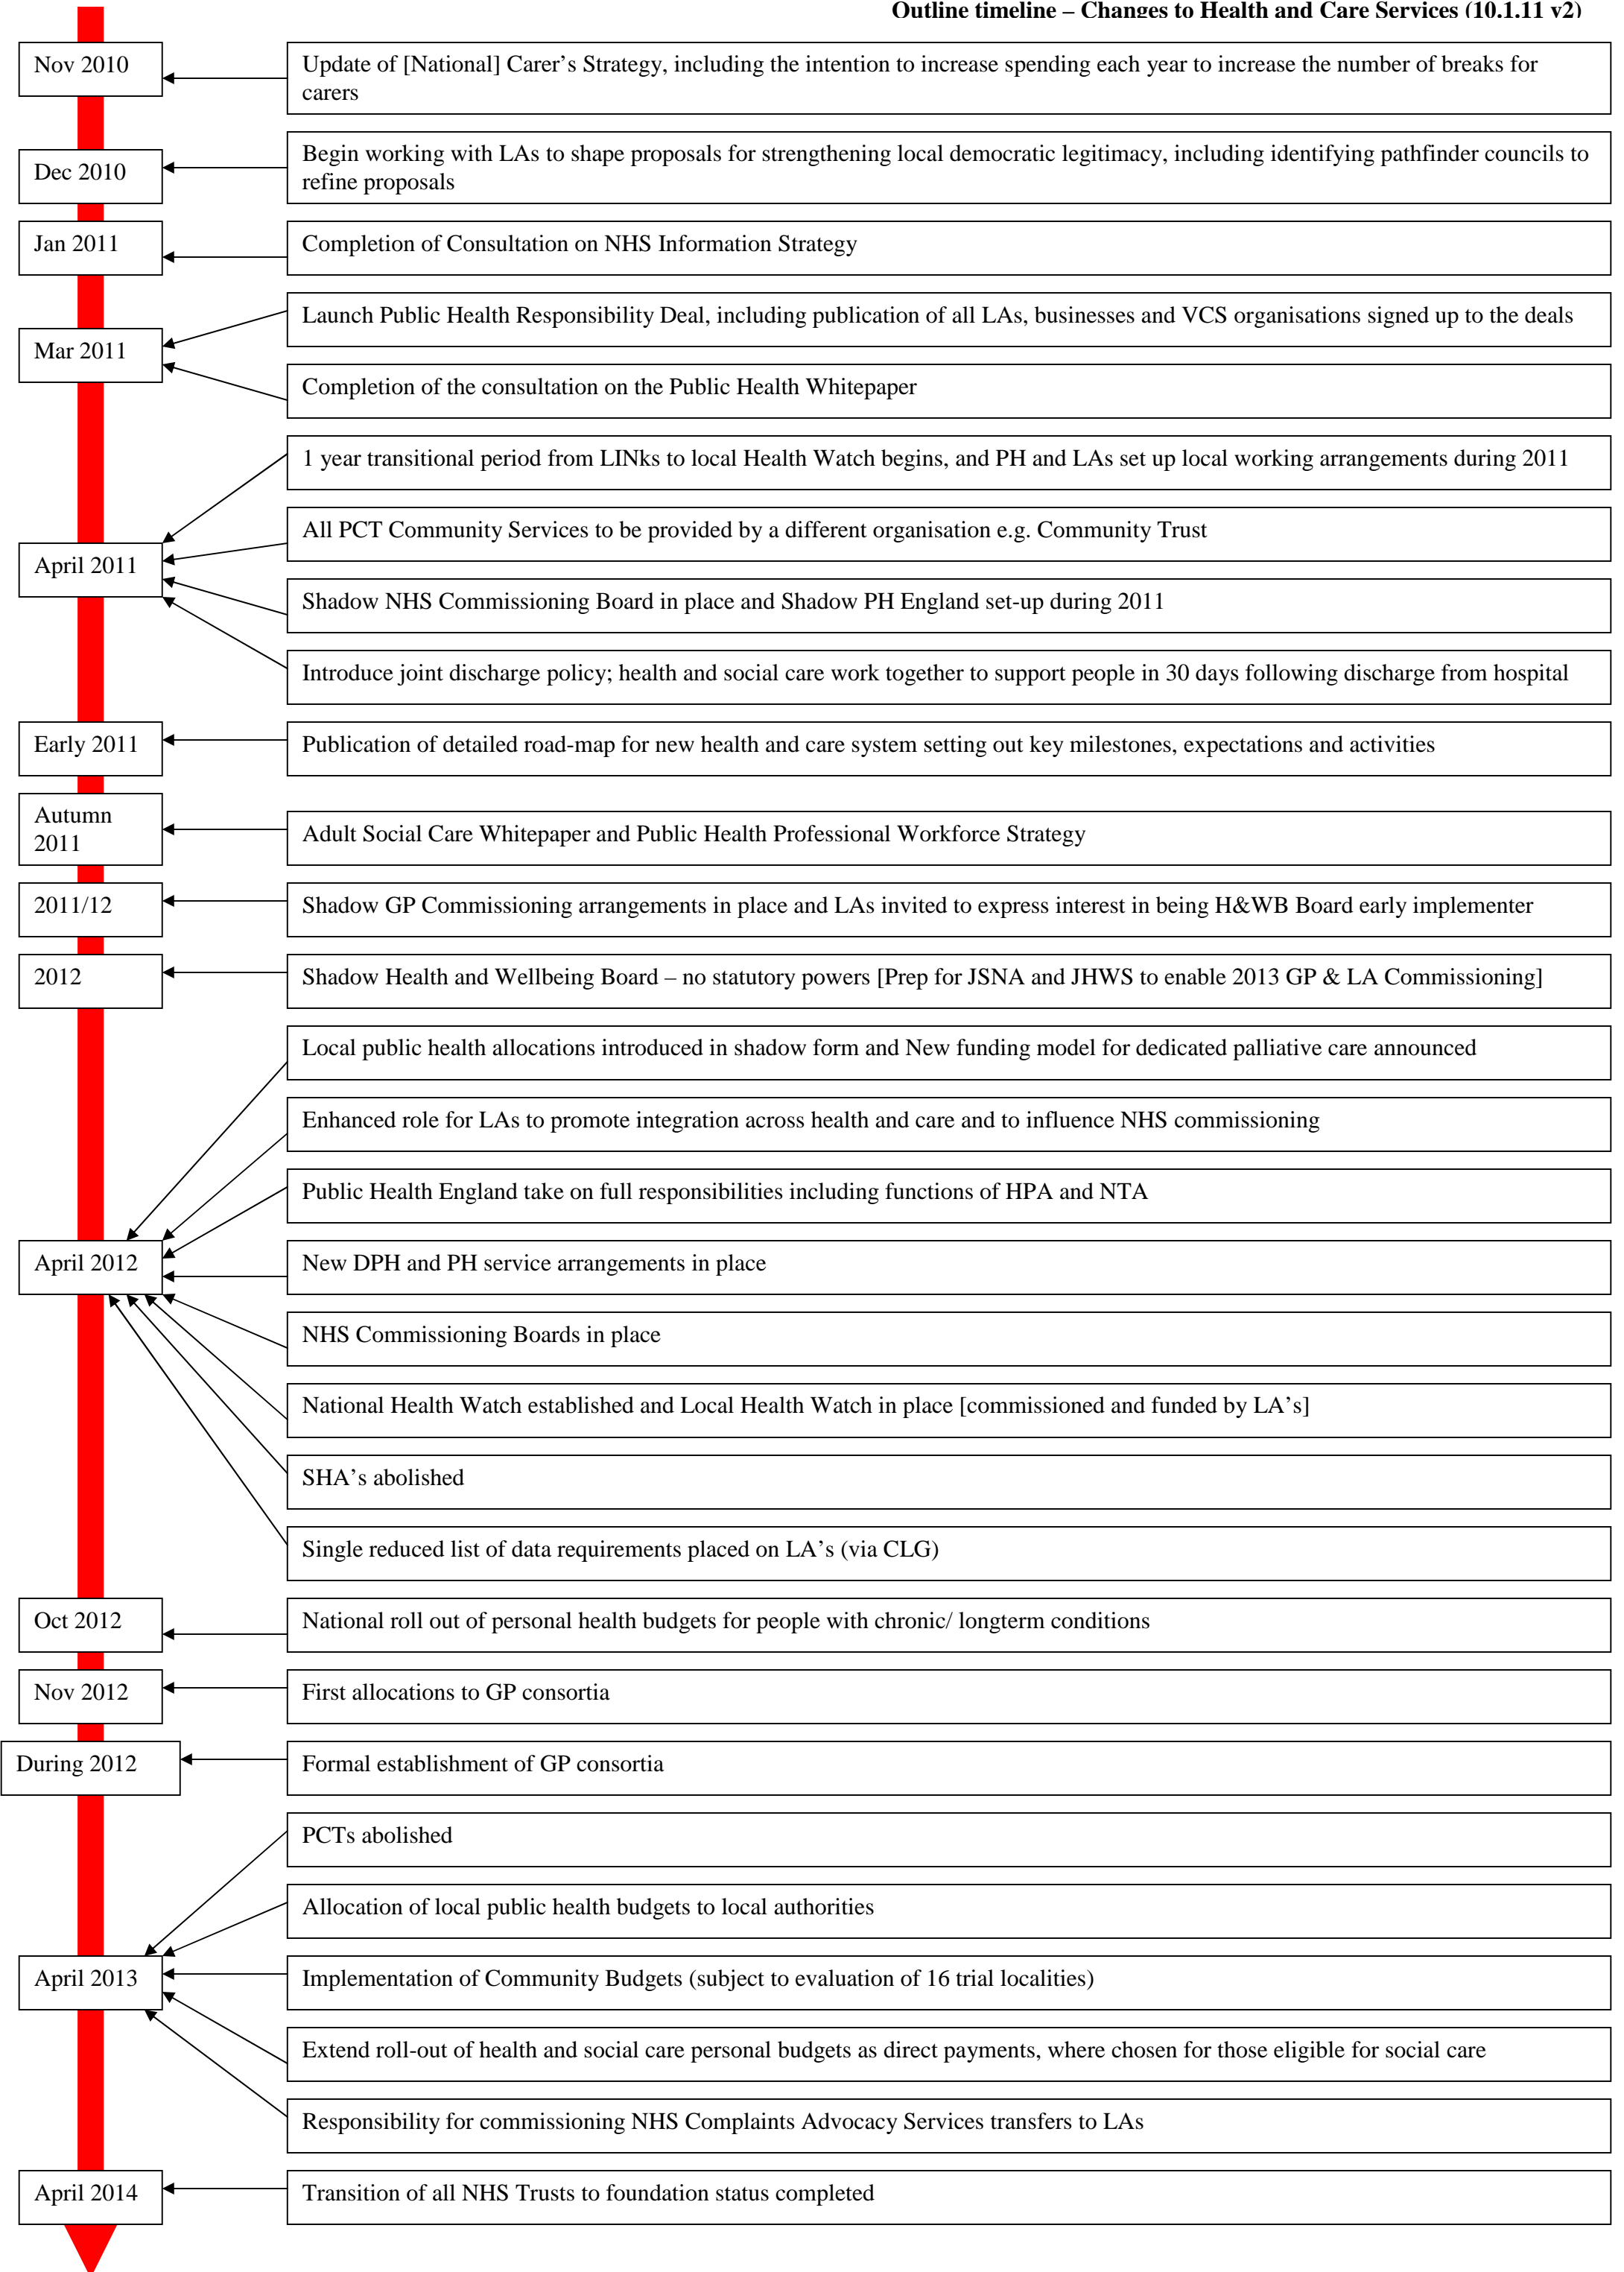 Outline timeline – Changes to Health and Care Services (10.1.11 v2)
Nov 2010
Update of [National] Carer’s Strategy, including the intention to increase spending each year to increase the number of breaks for
carers
Dec 2010
Begin working with LAs to shape proposals for strengthening local democratic legitimacy, including identifying pathfinder councils to
refine proposals
Jan 2011
Completion of Consultation on NHS Information Strategy
Mar 2011
Launch Public Health Responsibility Deal, including publication of all LAs, businesses and VCS organisations signed up to the deals
Completion of the consultation on the Public Health Whitepaper
April 2011
1 year transitional period from LINks to local Health Watch begins, and PH and LAs set up local working arrangements during 2011
All PCT Community Services to be provided by a different organisation e.g. Community Trust
Shadow NHS Commissioning Board in place and Shadow PH England set-up during 2011
Introduce joint discharge policy; health and social care work together to support people in 30 days following discharge from hospital
Early 2011
Publication of detailed road-map for new health and care system setting out key milestones, expectations and activities
Autumn
2011
Adult Social Care Whitepaper and Public Health Professional Workforce Strategy
2011/12
Shadow GP Commissioning arrangements in place and LAs invited to express interest in being H&WB Board early implementer
2012
Shadow Health and Wellbeing Board – no statutory powers [Prep for JSNA and JHWS to enable 2013 GP & LA Commissioning]
April 2012
Local public health allocations introduced in shadow form and New funding model for dedicated palliative care announced
Enhanced role for LAs to promote integration across health and care and to influence NHS commissioning
Public Health England take on full responsibilities including functions of HPA and NTA
New DPH and PH service arrangements in place
NHS Commissioning Boards in place
National Health Watch established and Local Health Watch in place [commissioned and funded by LA’s]
SHA’s abolished
Single reduced list of data requirements placed on LA’s (via CLG)
Oct 2012
National roll out of personal health budgets for people with chronic/ longterm conditions
Nov 2012
First allocations to GP consortia
During 2012
Formal establishment of GP consortia
April 2013
PCTs abolished
Allocation of local public health budgets to local authorities
Implementation of Community Budgets (subject to evaluation of 16 trial localities)
Extend roll-out of health and social care personal budgets as direct payments, where chosen for those eligible for social care
Responsibility for commissioning NHS Complaints Advocacy Services transfers to LAs
April 2014
Transition of all NHS Trusts to foundation status completed